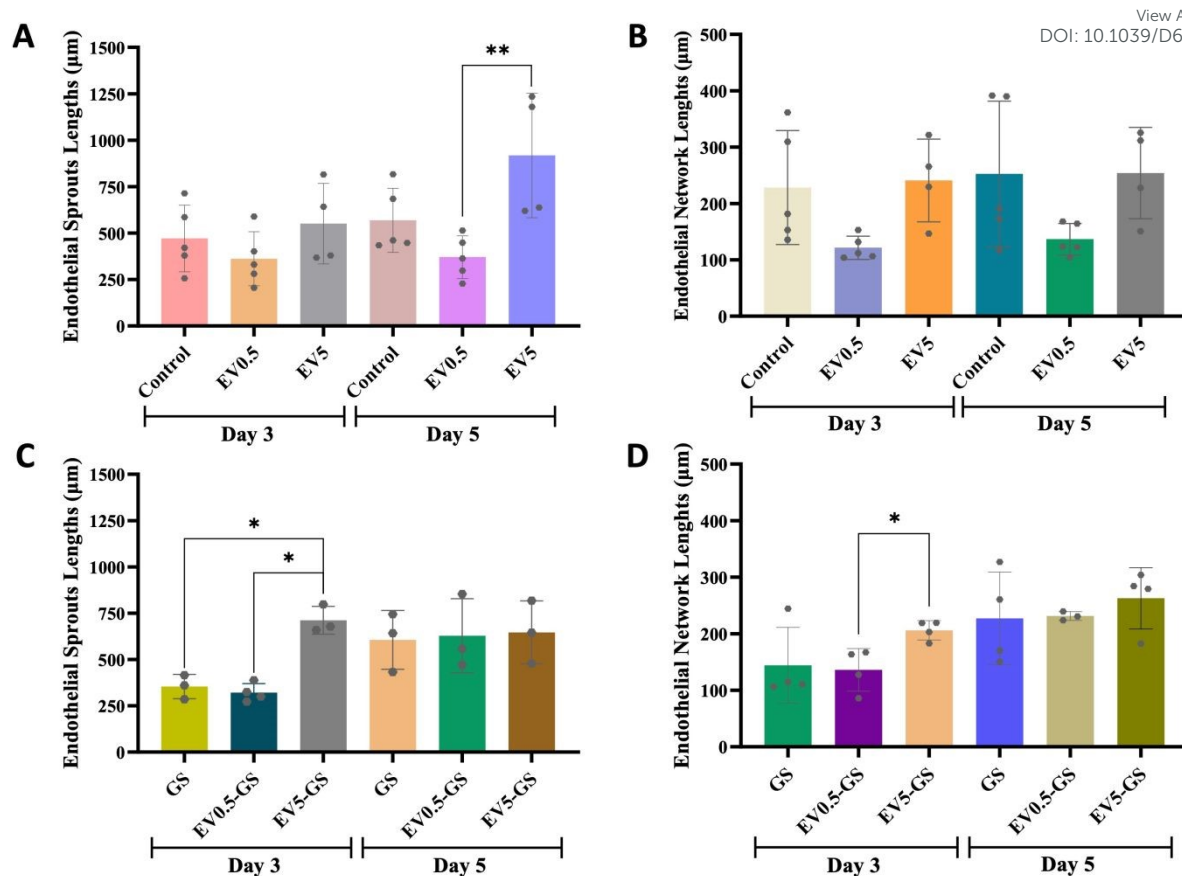 View A
DOI: 10.1039/D6
A
Endothelial Sprouts Lengths (µm)
1500
1250
1000
750
500
250
0
**
Control
EV0.5
EV5
Control
EV0.5
EV5
Day 3
Day 5
B
Endothelial Network Lenghts (µm)
500
400
300
200
100
0
Control
EV0.5
EV5
Control
EV0.5
EV5
Day 3
Day 5
C
Endothelial Sprouts Lengths (µm)
1500
1250
1000
750
500
250
0
*
*
GS
EV0.5-GS
EV5-GS
GS
EV0.5-GS
EV5-GS
Day 3
Day 5
D
Endothelial Network Lenghts (µm)
500
400
300
200
100
0
*
GS
EV0.5-GS
EV5-GS
GS
EV0.5-GS
EV5-GS
Day 3
Day 5